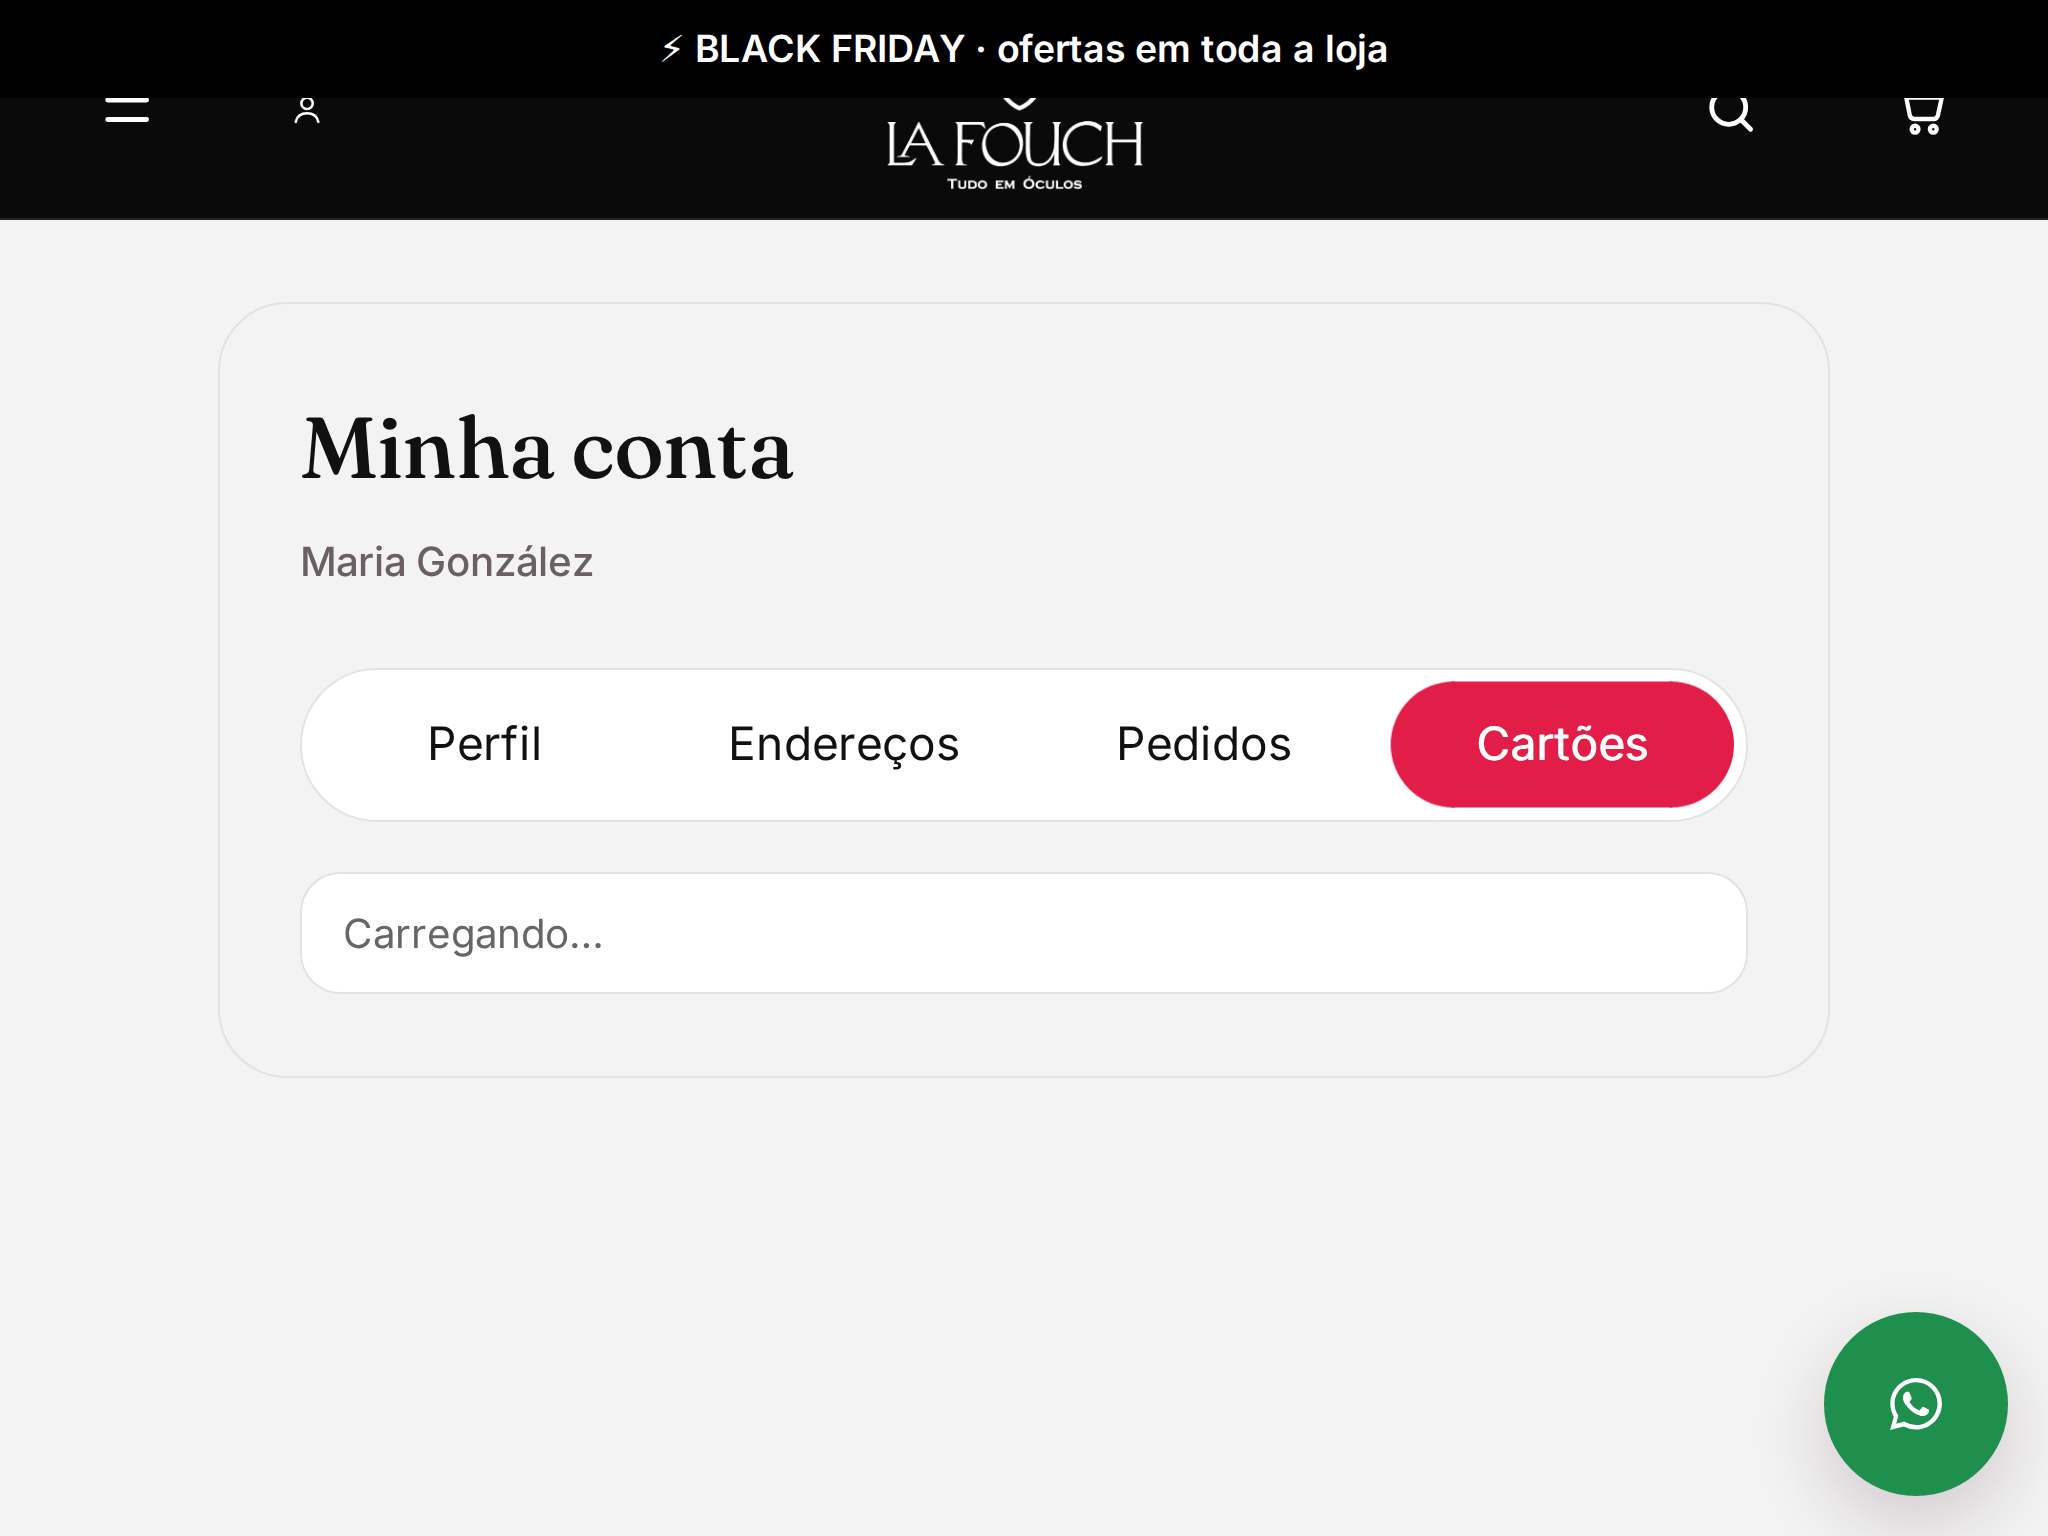 ⚡ BLACK FRIDAY · ofertas em toda a loja
LA FOUCH
TUDO EM ÓCULOS
Minha conta
Maria González
Perfil Endereços Pedidos Cartões
Carregando...